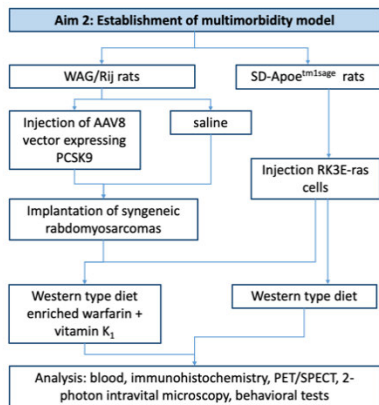 Aim 2: Establishment of multimorbidity model
WAG/Rij rats
SD-Apoe^tm1sage rats
Injection of AAV8
vector expressing
PCSK9
saline
Injection RK3E-ras
cells
Implantation of syngeneic
rabdomyosarcomas
Western type diet
enriched warfarin +
vitamin K₁
Western type diet
Analysis: blood, immunohistochemistry, PET/SPECT, 2-
photon intravital microscopy, behavioral tests